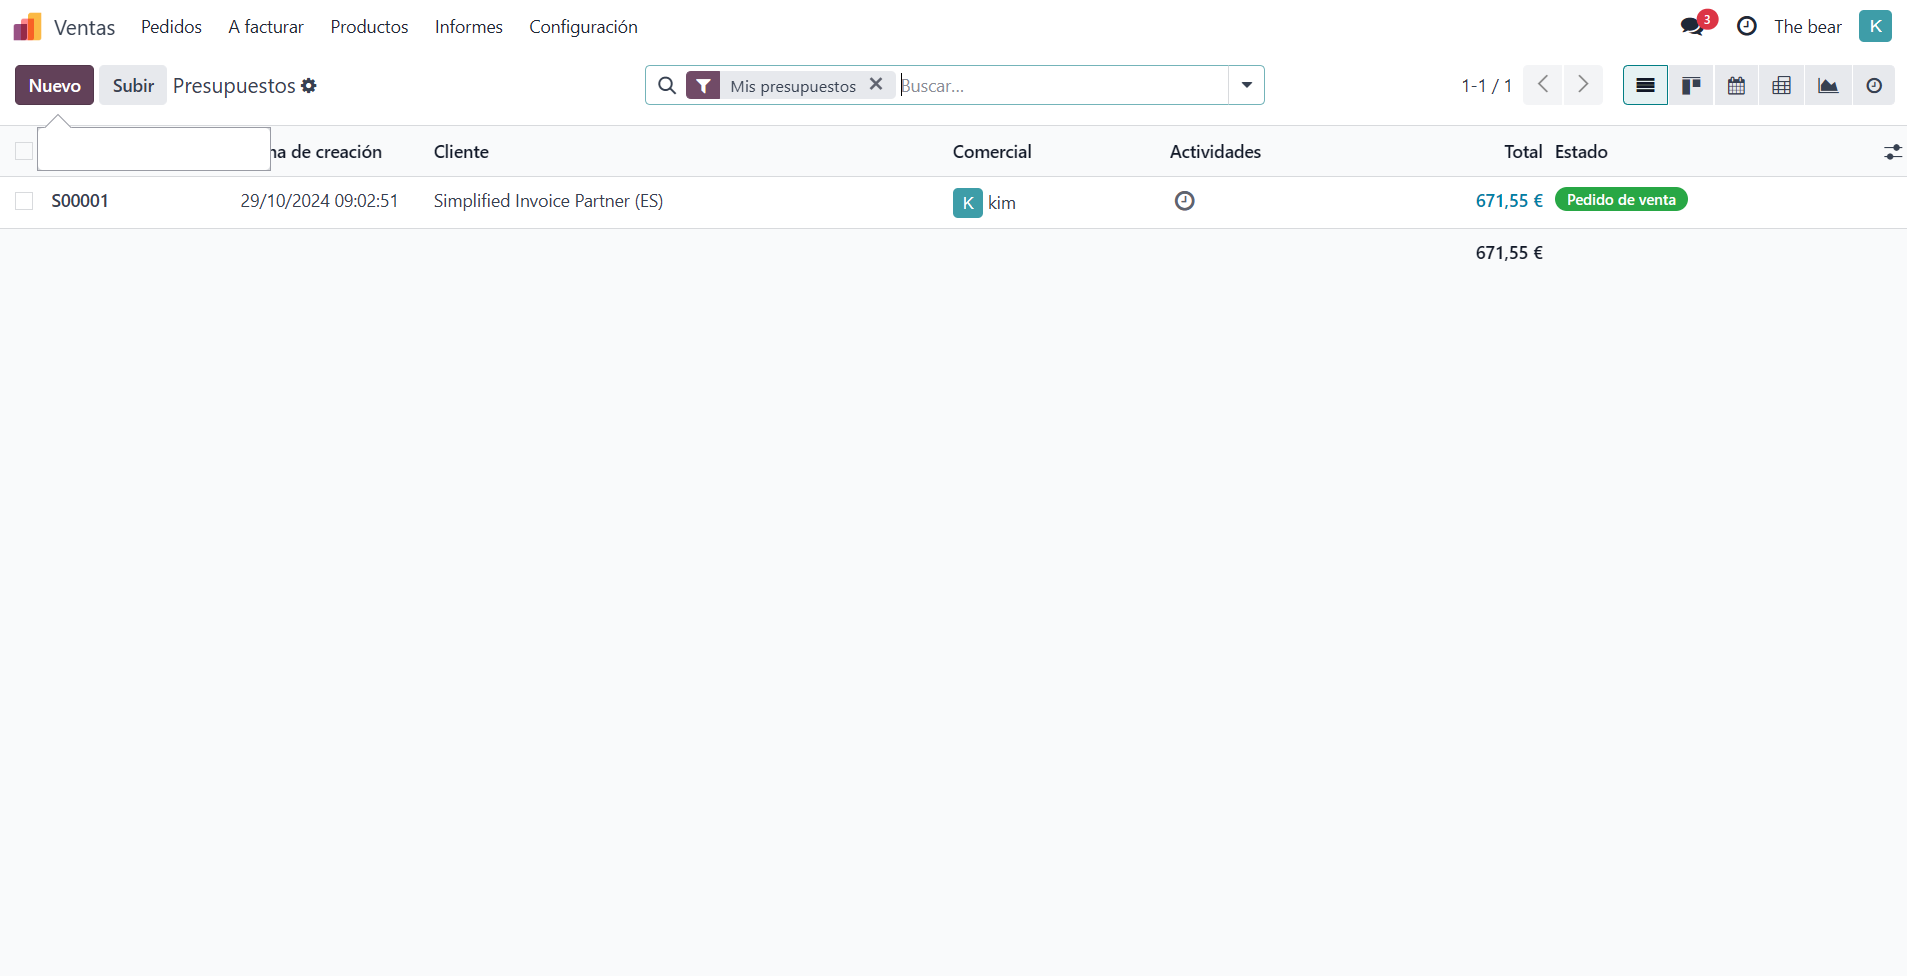 Ventas Pedidos A facturar Productos Informes Configuración 3 The bear K
Nuevo Subir Presupuestos Mis presupuestos Buscar... 1-1 / 1
de creación Cliente Comercial Actividades Total Estado
S00001 29/10/2024 09:02:51 Simplified Invoice Partner (ES) K kim 671,55 € Pedido de venta
671,55 €